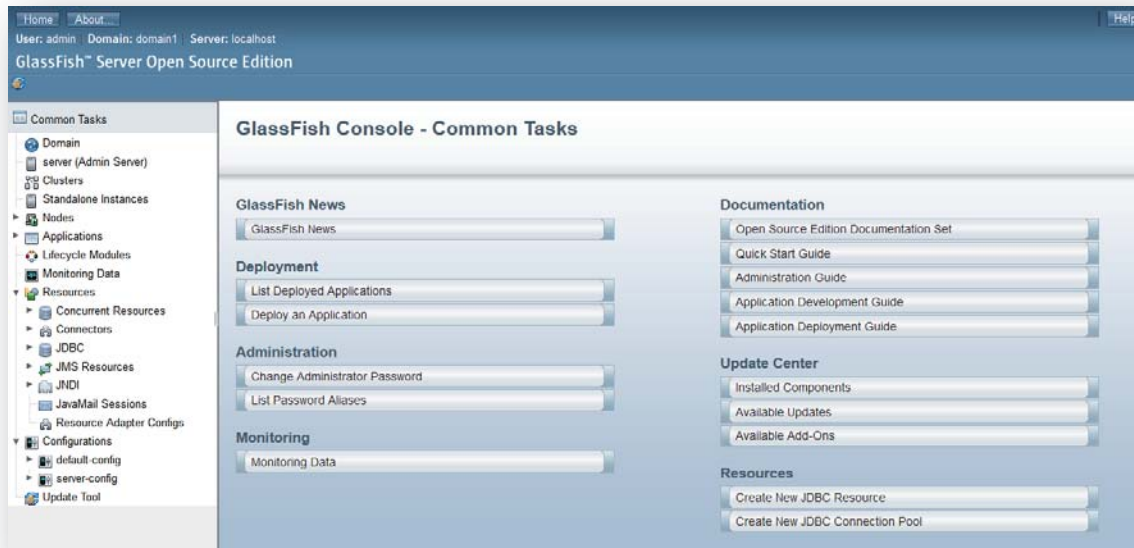 Home About...
Help
User: admin Domain: domain1 Server: localhost
GlassFish™ Server Open Source Edition
Common Tasks
Domain
server (Admin Server)
Clusters
Standalone Instances
Nodes
Applications
Lifecycle Modules
Monitoring Data
Resources
Concurrent Resources
Connectors
JDBC
JMS Resources
JNDI
JavaMail Sessions
Resource Adapter Configs
Configurations
default-config
server-config
Update Tool
GlassFish Console - Common Tasks
GlassFish News
GlassFish News
Deployment
List Deployed Applications
Deploy an Application
Administration
Change Administrator Password
List Password Aliases
Monitoring
Monitoring Data
Documentation
Open Source Edition Documentation Set
Quick Start Guide
Administration Guide
Application Development Guide
Application Deployment Guide
Update Center
Installed Components
Available Updates
Available Add-Ons
Resources
Create New JDBC Resource
Create New JDBC Connection Pool